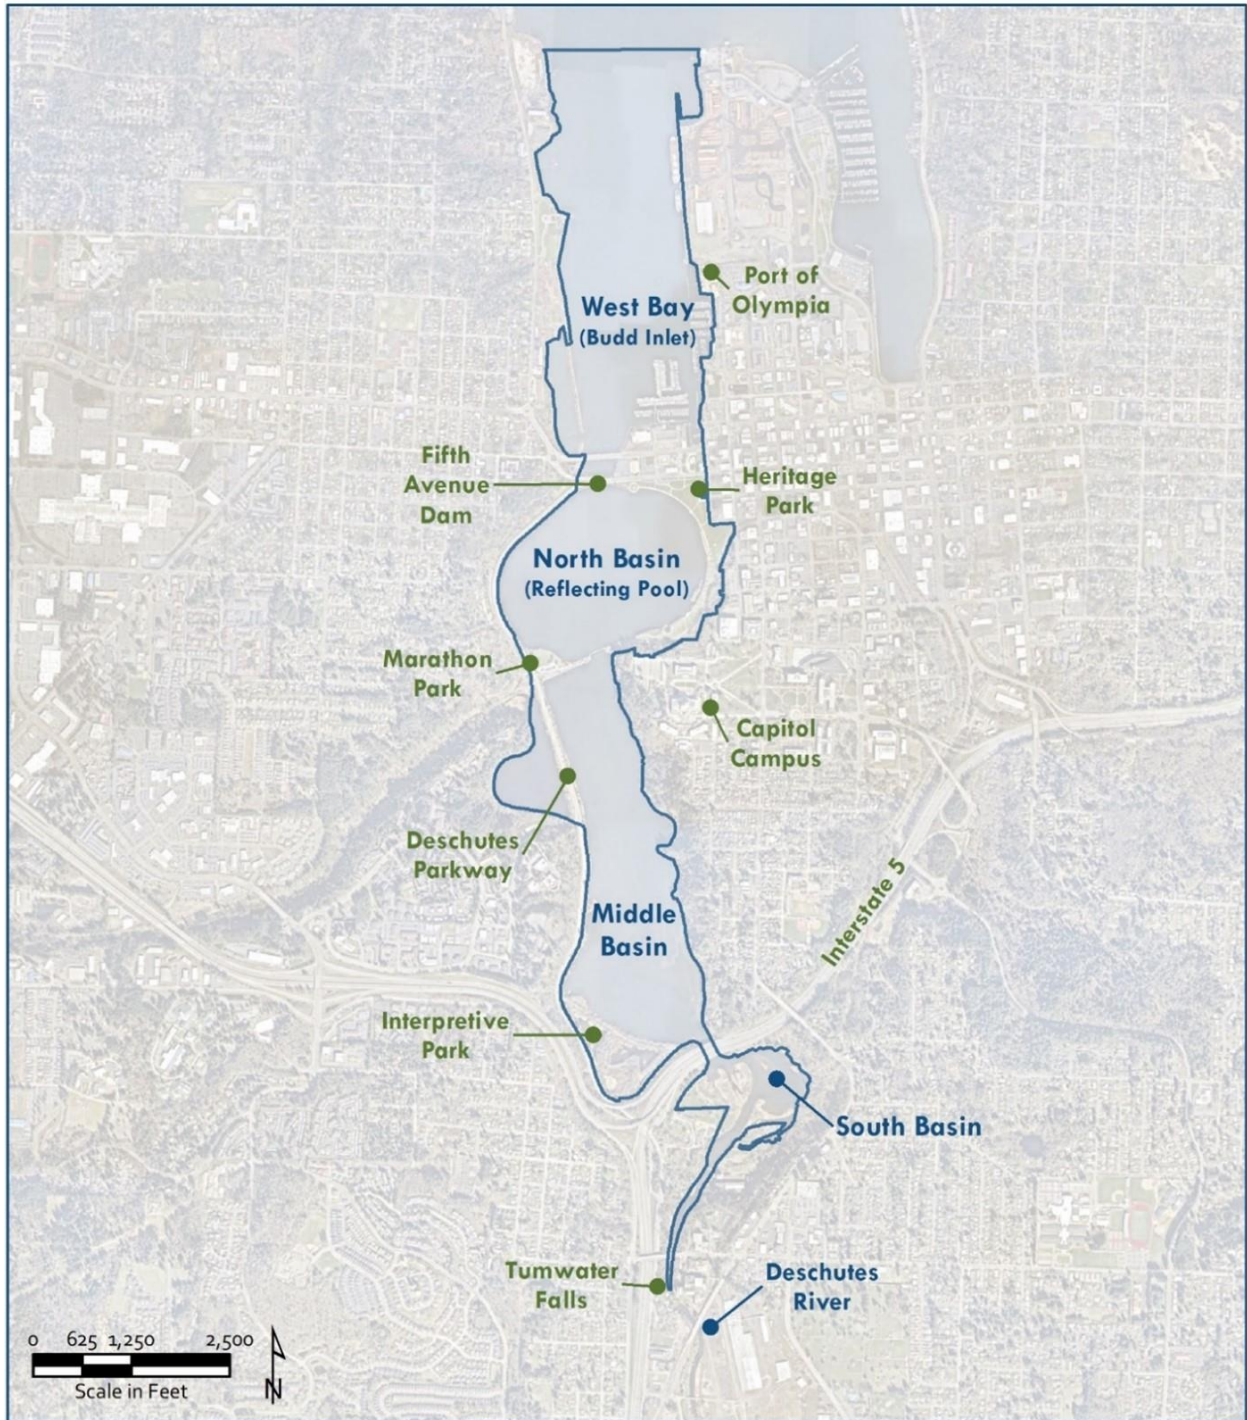 Port of
Olympia
West Bay
(Budd Inlet)
Fifth
Avenue
Dam
Heritage
Park
North Basin
(Reflecting Pool)
Marathon
Park
Capitol
Campus
Deschutes
Parkway
Interstate 5
Middle
Basin
Interpretive
Park
South Basin
Tumwater
Falls
Deschutes
River
0 625 1,250 2,500
Scale in Feet
N